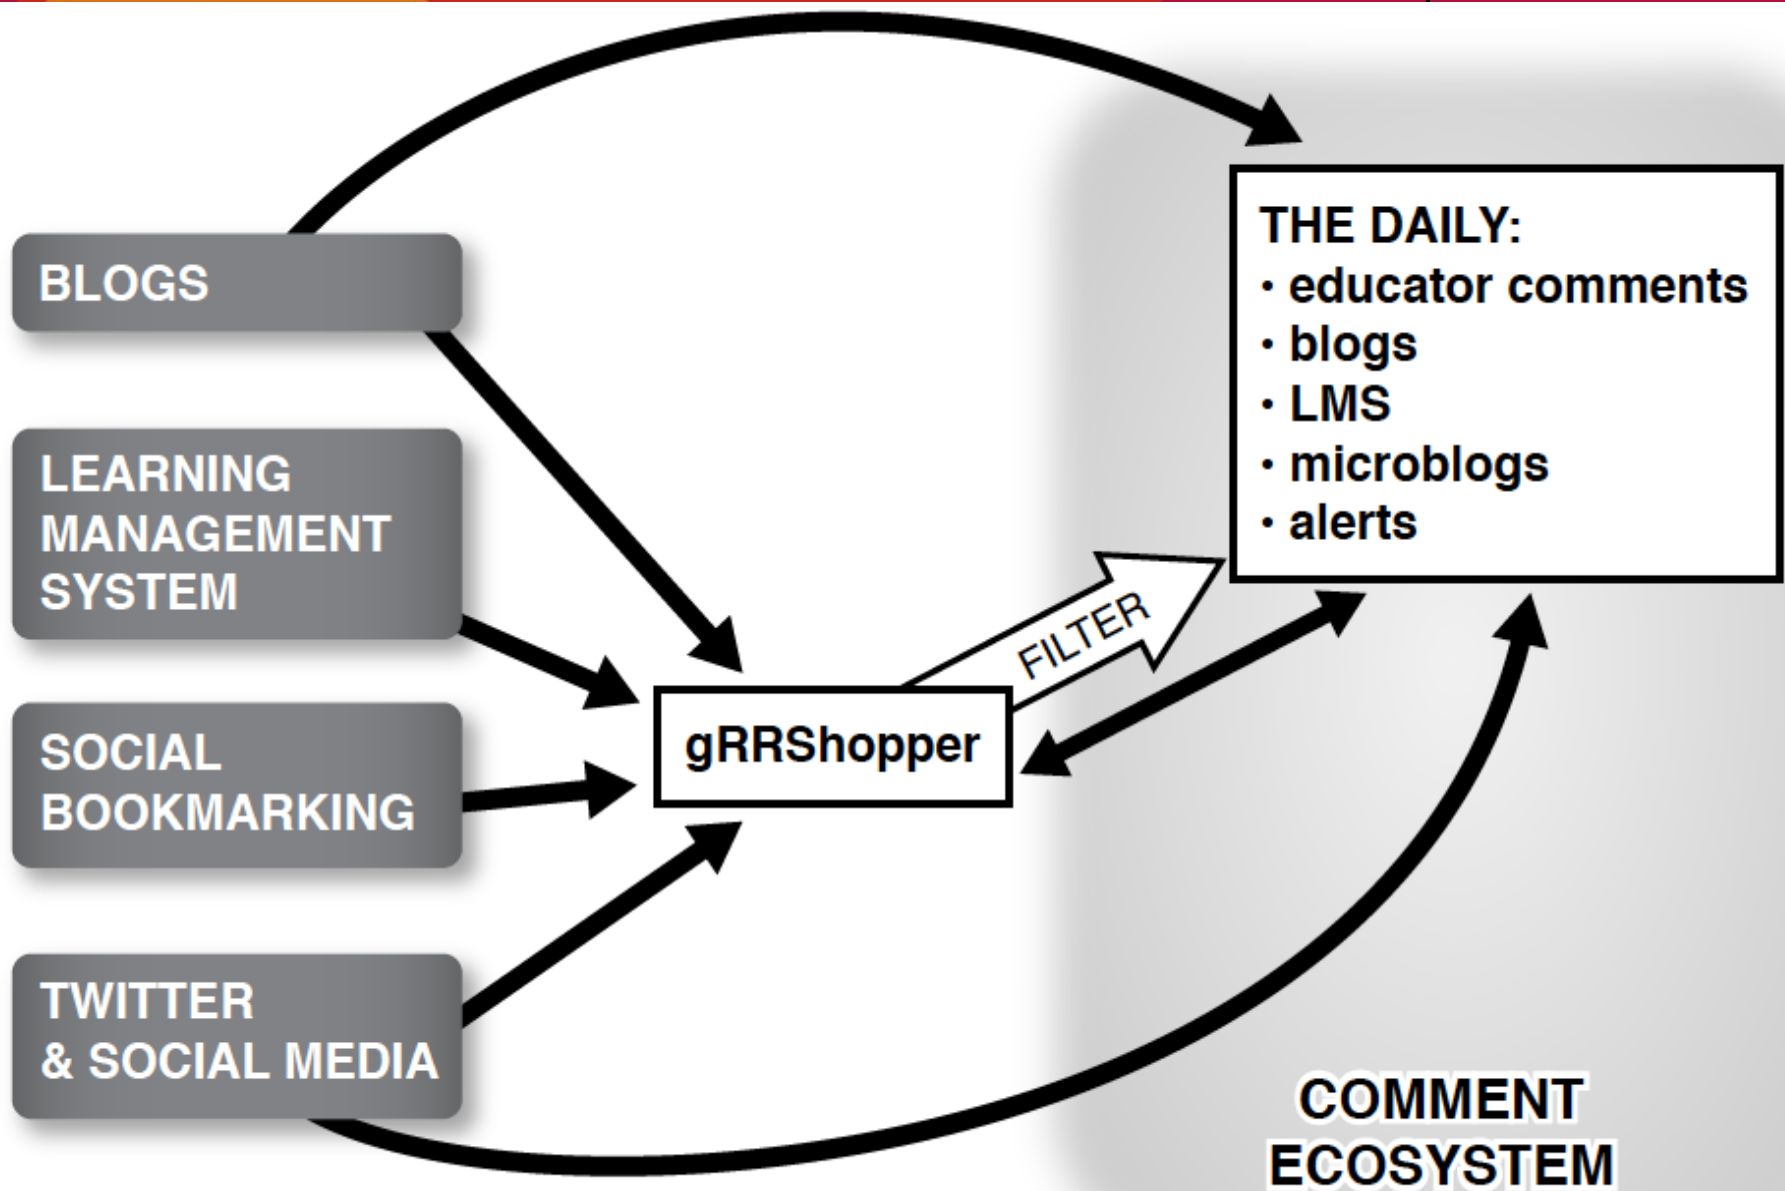 BLOGS
LEARNING
MANAGEMENT
SYSTEM
SOCIAL
BOOKMARKING
TWITTER
& SOCIAL MEDIA
gRRShopper
FILTER
THE DAILY:
· educator comments
· blogs
· LMS
· microblogs
· alerts
COMMENT
ECOSYSTEM